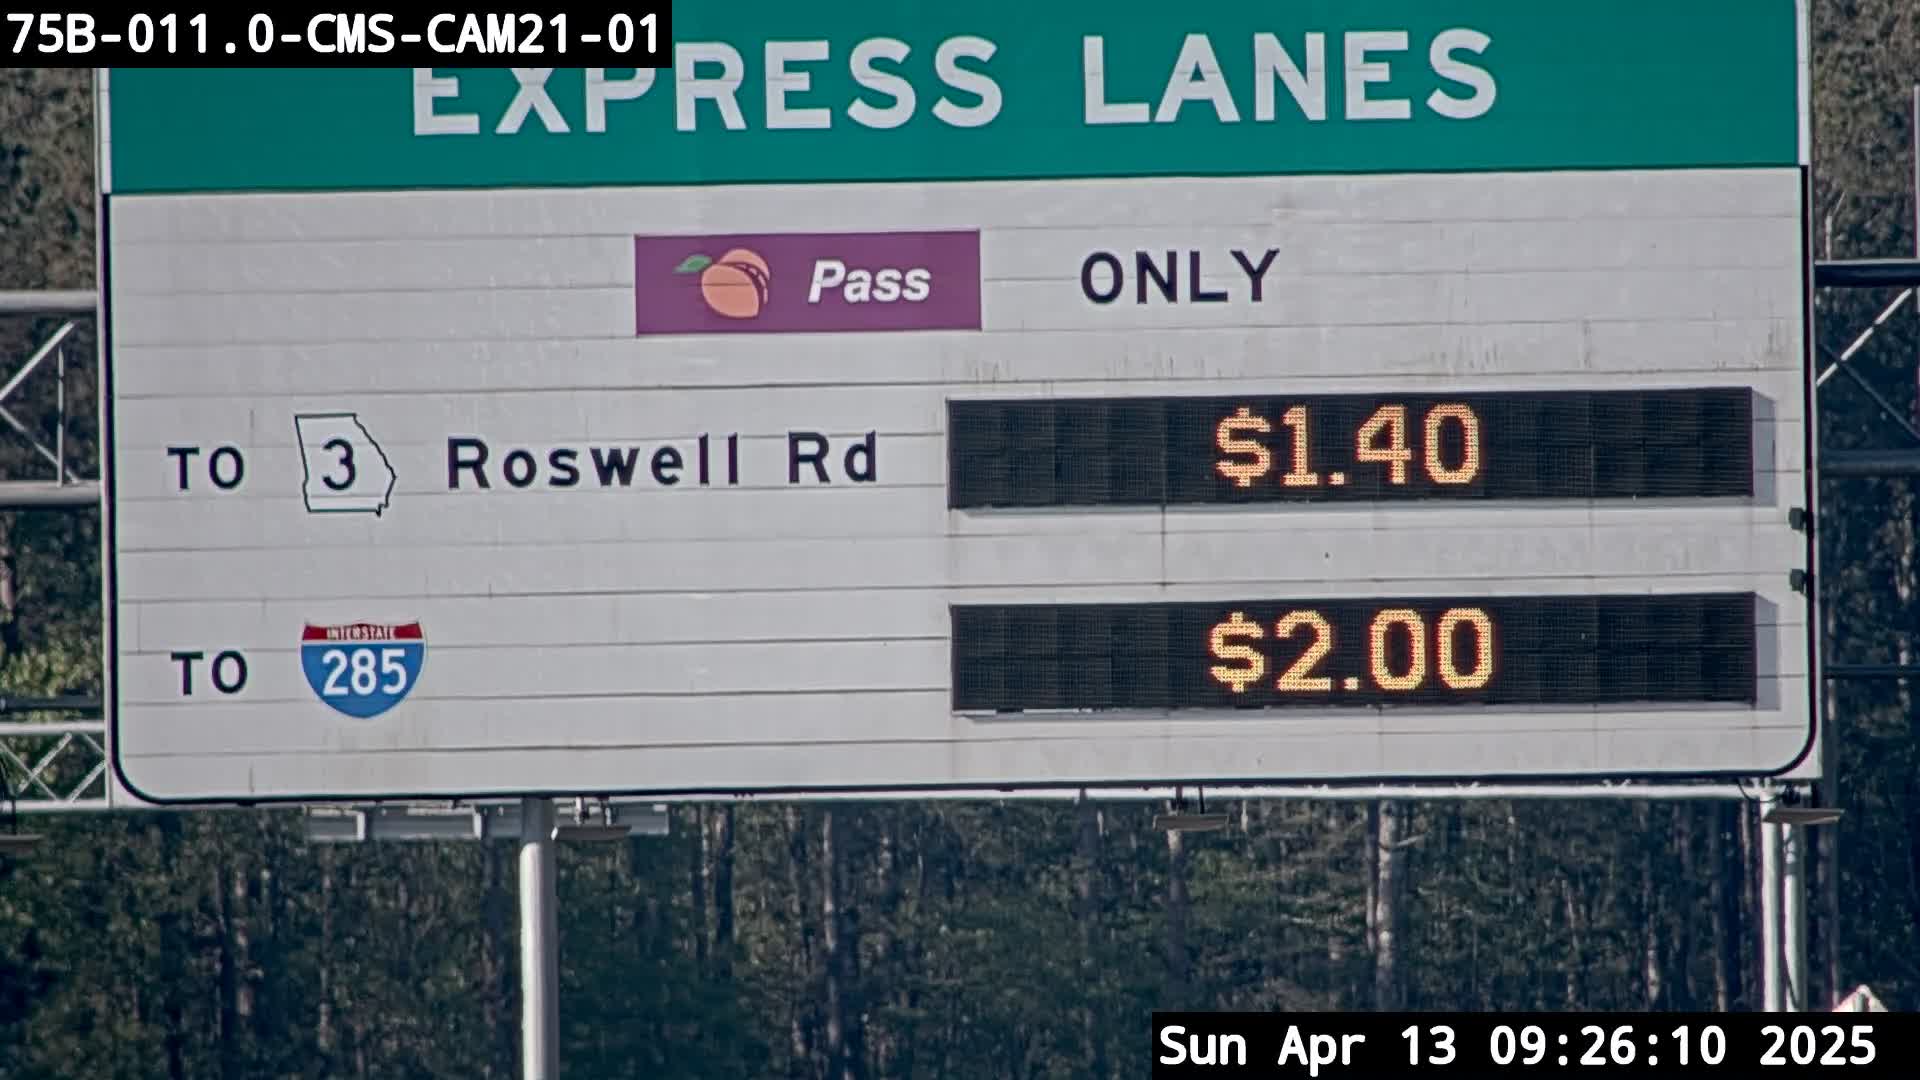 75B-011.0-CMS-CAM21-01
EXPRESS LANES
Pass ONLY
TO 3 Roswell Rd $1.40
TO INTERSTATE 285 $2.00
Sun Apr 13 09:26:10 2025